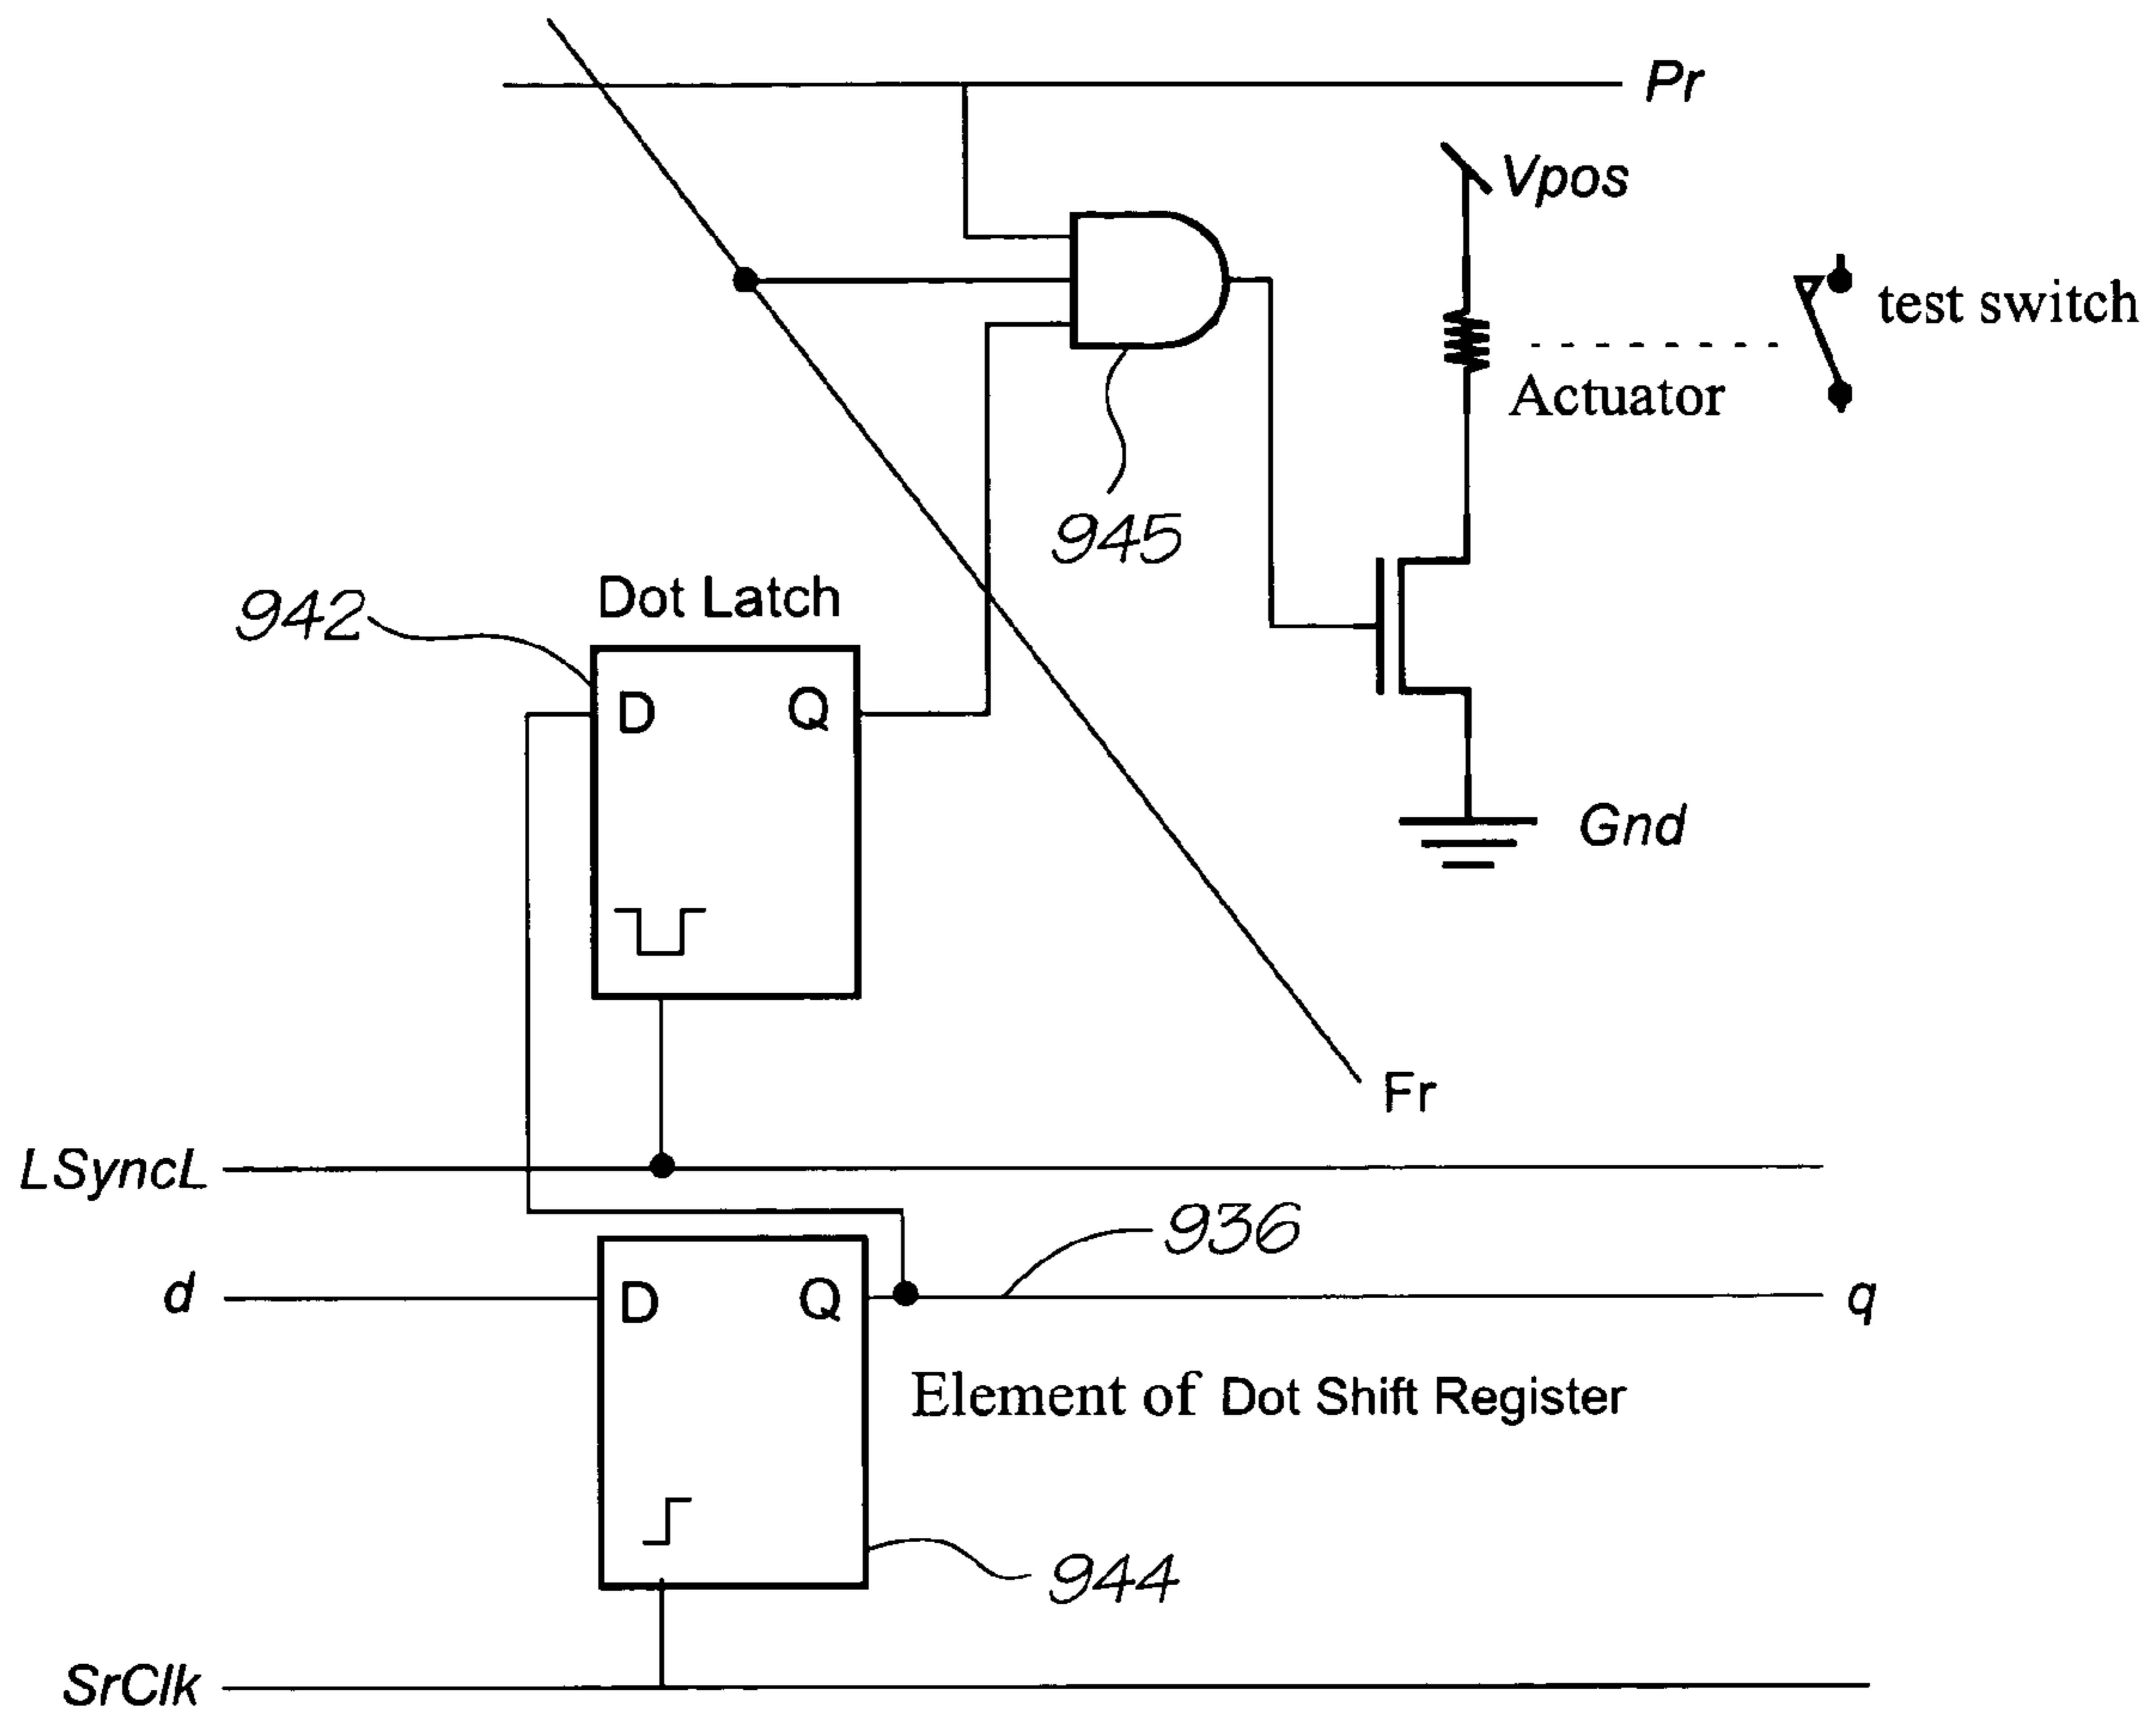 Pr
Vpos
test switch
Actuator
945
Dot Latch
942
D Q
Gnd
Fr
LSyncL
936
d
D Q
q
Element of Dot Shift Register
944
SrClk